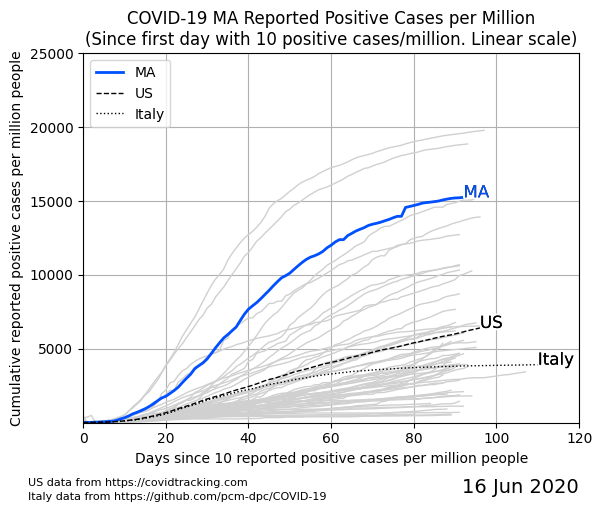 COVID-19 MA Reported Positive Cases per Million
(Since first day with 10 positive cases/million. Linear scale)
Cumulative reported positive cases per million people
25000
20000
15000
10000
5000
MA
US
Italy
MA
US
Italy
0
20
40
60
80
100
120
Days since 10 reported positive cases per million people
US data from https://covidtracking.com
Italy data from https://github.com/pcm-dpc/COVID-19
16 Jun 2020